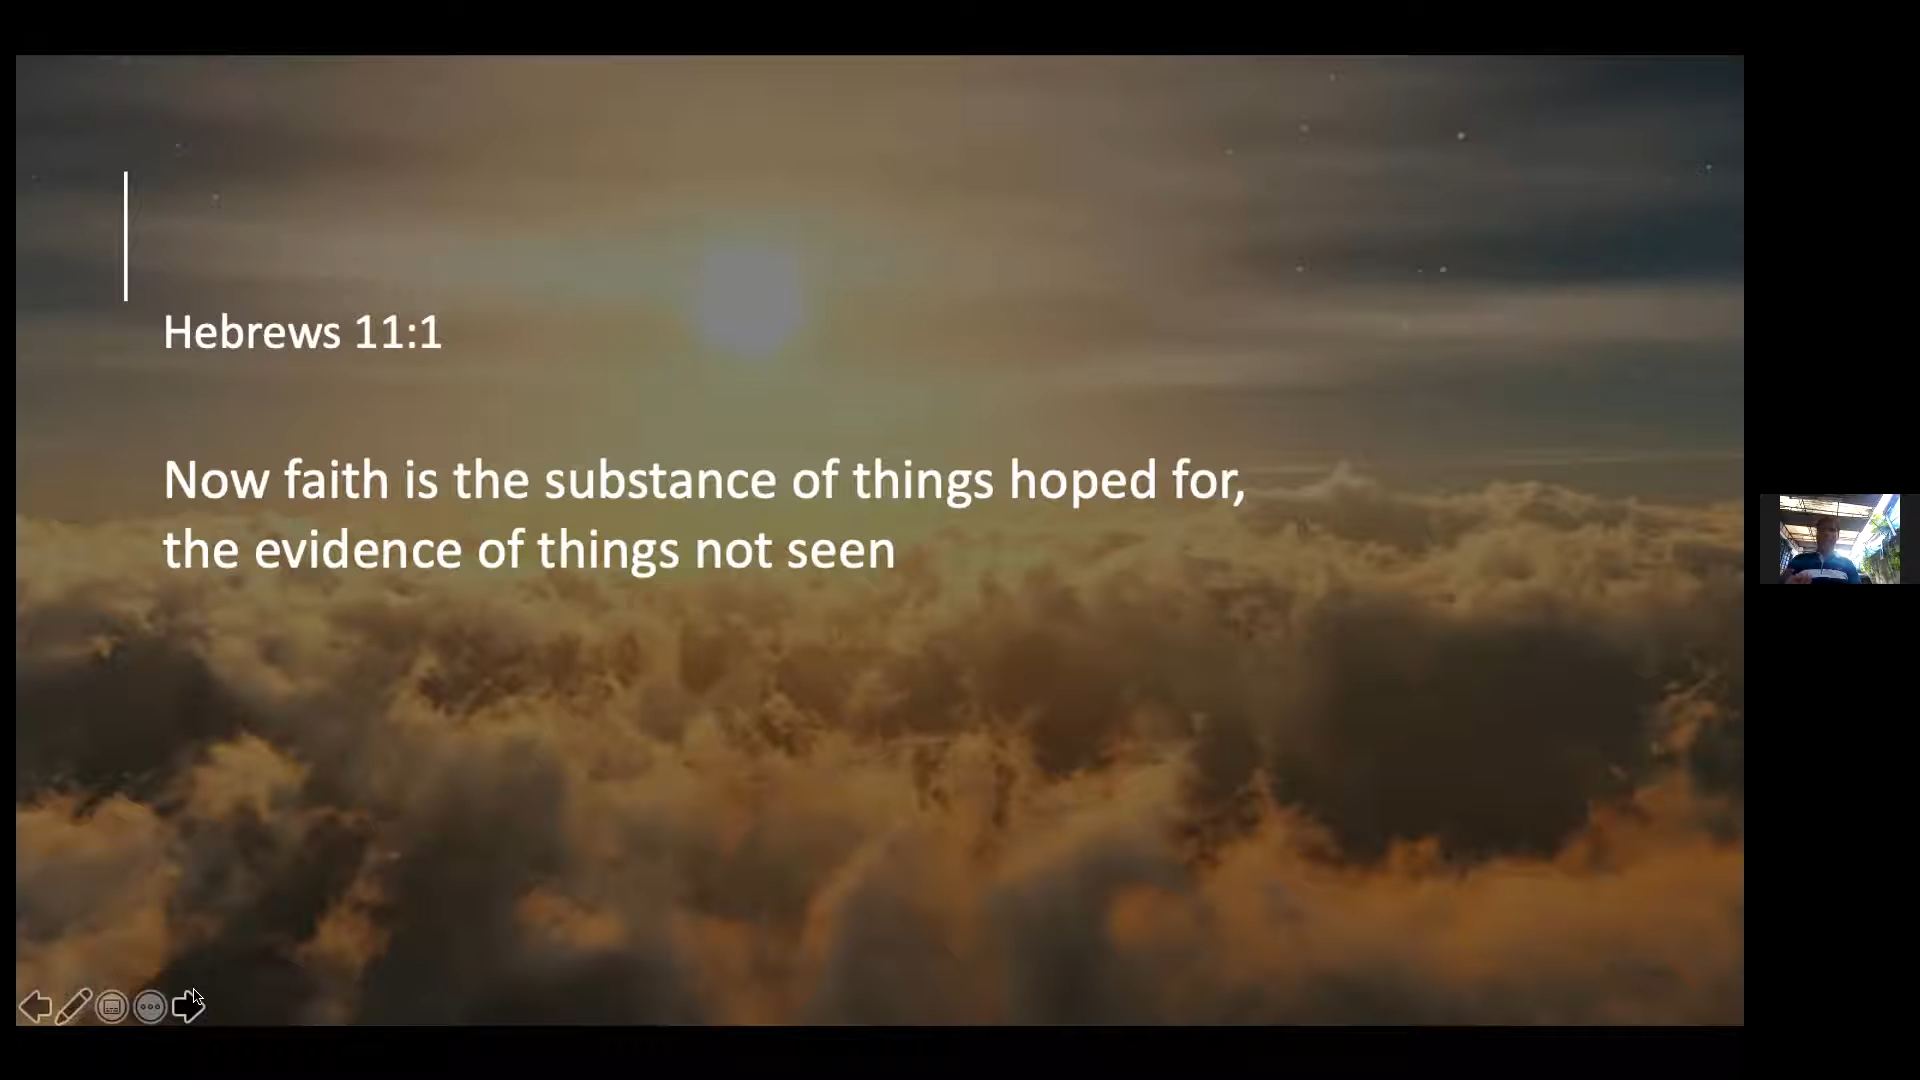 Hebrews 11:1
Now faith is the substance of things hoped for,
the evidence of things not seen